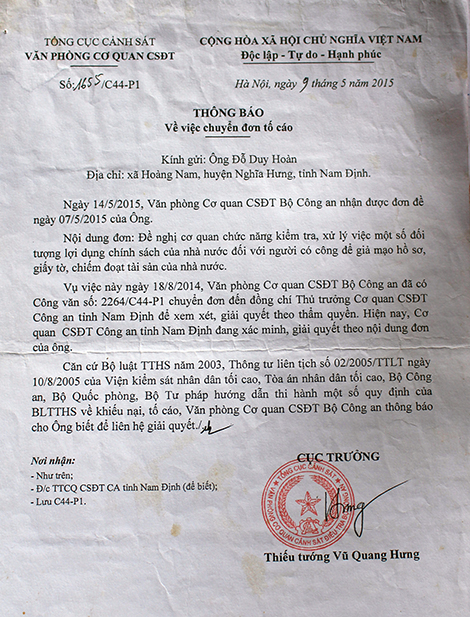 TỔNG CỤC CẢNH SÁT
VĂN PHÒNG CƠ QUAN CSĐT
Số: 1655/C44-P1
CỘNG HÒA XÃ HỘI CHỦ NGHĨA VIỆT NAM
Độc lập - Tự do - Hạnh phúc
Hà Nội, ngày 9 tháng 5 năm 2015
THÔNG BÁO
Về việc chuyển đơn tố cáo
Kính gửi: Ông Đỗ Duy Hoàn
Địa chỉ: xã Hoàng Nam, huyện Nghĩa Hưng, tỉnh Nam Định.
Ngày 14/5/2015, Văn phòng Cơ quan CSĐT Bộ Công an nhận được đơn đề
ngày 07/5/2015 của Ông.
Nội dung đơn: Đề nghị cơ quan chức năng kiểm tra, xử lý việc một số đối
tượng lợi dụng chính sách của nhà nước đối với người có công để giả mạo hồ sơ,
giấy tờ, chiếm đoạt tài sản của nhà nước.
Vụ việc này ngày 18/8/2014, Văn phòng Cơ quan CSĐT Bộ Công an đã có
Công văn số: 2264/C44-P1 chuyển đơn đến đồng chí Thủ trưởng Cơ quan CSĐT
Công an tỉnh Nam Định để xem xét, giải quyết theo thẩm quyền. Hiện nay, Cơ
quan CSĐT Công an tỉnh Nam Định đang xác minh, giải quyết theo nội dung đơn
của ông.
Căn cứ Bộ luật TTHS năm 2003, Thông tư liên tịch số 02/2005/TTLT ngày
10/8/2005 của Viện kiểm sát nhân dân tối cao, Tòa án nhân dân tối cao, Bộ Công
an, Bộ Quốc phòng, Bộ Tư pháp hướng dẫn thi hành một số quy định của
BLTTHS về khiếu nại, tố cáo, Văn phòng Cơ quan CSĐT Bộ Công an thông báo
cho Ông biết để liên hệ giải quyết./
Nơi nhận:
- Như trên;
- Đ/c TTCQ CSĐT CA tỉnh Nam Định (để biết);
- Lưu C44-P1.
CỤC TRƯỞNG
TỔNG CỤC CẢNH SÁT
VĂN PHÒNG CƠ QUAN CẢNH SÁT ĐIỀU TRA
Thiếu tướng Vũ Quang Hưng